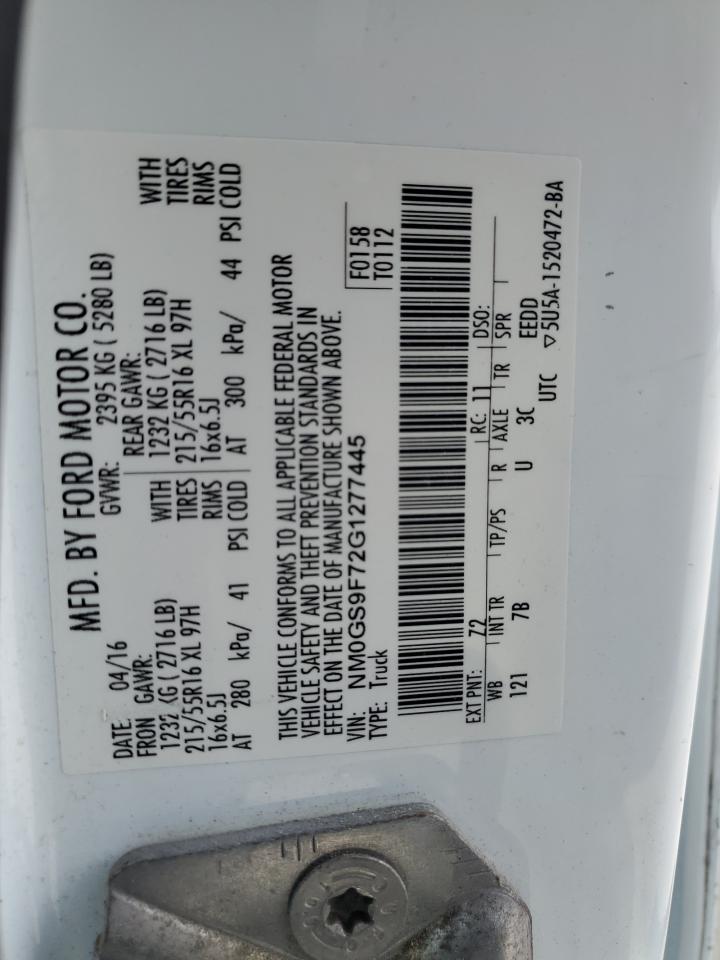 MFD. BY FORD MOTOR CO.
DATE: 04/16 GVWR: 2395 KG ( 5280 LB)
FRON GAWR: REAR GAWR:
1232 KG ( 2716 LB) WITH 1232 KG ( 2716 LB) WITH
215/55R16 XL 97H TIRES 215/55R16 XL 97H TIRES
16x6.5J RIMS 16x6.5J RIMS
AT 280 kPa/ 41 PSI COLD AT 300 kPa/ 44 PSI COLD
THIS VEHICLE CONFORMS TO ALL APPLICABLE FEDERAL MOTOR
VEHICLE SAFETY AND THEFT PREVENTION STANDARDS IN
EFFECT ON THE DATE OF MANUFACTURE SHOWN ABOVE.
VIN: NM0GS9F72G1277445 F0158
TYPE: Truck T0112
EXT PNT: Z2 RC: 11 DSO:
WB INT TR TP/PS R AXLE TR SPR
121 7B U 3C EEDD
UTC ▽5U5A-1520472-BA